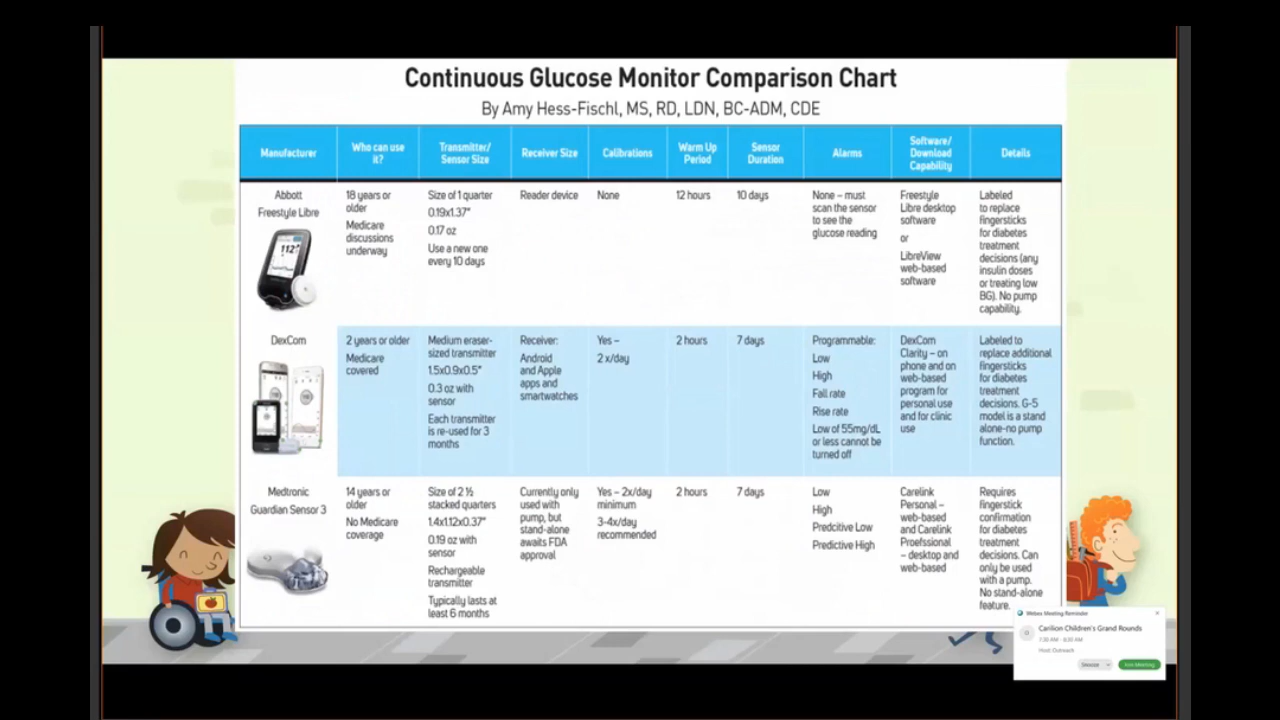 Continuous Glucose Monitor Comparison Chart
By Amy Hess-Fischl, MS, RD, LDN, BC-ADM, CDE
Manufacturer
Who can use
it?
Transmitter/
Sensor Size
Receiver Size
Calibrations
Warm Up
Period
Sensor
Duration
Alarms
Software/
Download
Capability
Details
Abbott
Freestyle Libre
112
18 years or
older
Medicare
discussions
underway
Size of 1 quarter
0.19x1.37"
0.17 oz
Use a new one
every 10 days
Reader device
None
12 hours
10 days
None – must
scan the sensor
to see the
glucose reading
Freestyle
Libre desktop
software
or
LibreView
web-based
software
Labeled
to replace
fingersticks
for diabetes
treatment
decisions (any
insulin doses
or treating low
BG). No pump
capability.
DexCom
2 years or older
Medicare
covered
Medium eraser-
sized transmitter
1.5x0.9x0.5"
0.3 oz with
sensor
Each transmitter
is re-used for 3
months
Receiver:
Android
and Apple
apps and
smartwatches
Yes –
2 x/day
2 hours
7 days
Programmable:
Low
High
Fall rate
Rise rate
Low of 55mg/dL
or less cannot be
turned off
DexCom
Clarity – on
phone and on
web-based
program for
personal use
and for clinic
use
Labeled to
replace additional
fingersticks
for diabetes
treatment
decisions. G-5
model is a stand
alone-no pump
function.
Medtronic
Guardian Sensor 3
14 years or
older
No Medicare
coverage
Size of 2 ½
stacked quarters
1.4x1.12x0.37"
0.19 oz with
sensor
Rechargeable
transmitter
Typically lasts at
least 6 months
Currently only
used with
pump, but
stand-alone
awaits FDA
approval
Yes – 2x/day
minimum
3-4x/day
recommended
2 hours
7 days
Low
High
Predcitive Low
Predictive High
Carelink
Personal –
web-based
and Carelink
Proefssional
– desktop and
web-based
Requires
fingerstick
confirmation
for diabetes
treatment
decisions. Can
only be used
with a pump.
No stand-alone
feature.
Webex Meeting Reminder
Carilion Children's Grand Rounds
7:30 AM - 8:30 AM
Host: Outreach
Snooze
Join Meeting